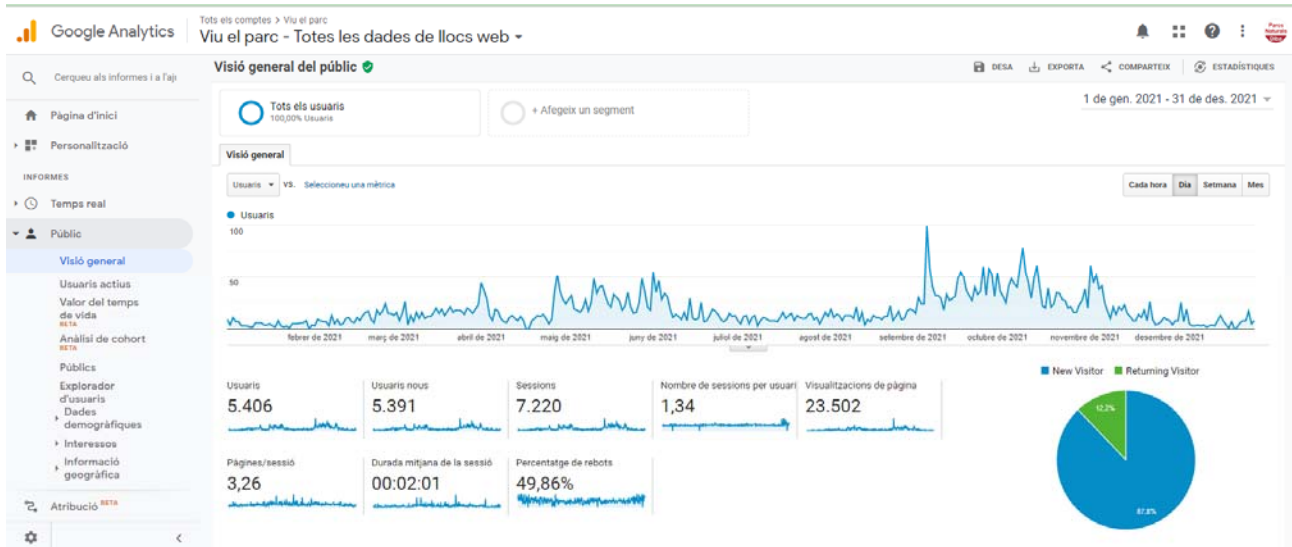 Google Analytics
Tots els comptes > Viu el parc
Viu el parc - Totes les dades de llocs web
Parcs
Naturals
Cerqueu als informes i a l'aju
Pàgina d'inici
Personalització
INFORMES
Temps real
Públic
Visió general
Usuaris actius
Valor del temps
de vida
BETA
Anàlisi de cohort
BETA
Públics
Explorador
d'usuaris
Dades
demogràfiques
Interessos
Informació
geogràfica
Atribució BETA
Visió general del públic
DESA
EXPORTA
COMPARTEIX
ESTADÍSTIQUES
Tots els usuaris
100,00% Usuaris
+ Afegeix un segment
1 de gen. 2021 - 31 de des. 2021
Visió general
Usuaris
VS.
Seleccioneu una mètrica
Cada hora
Dia
Setmana
Mes
Usuaris
100
50
febrer de 2021
març de 2021
abril de 2021
maig de 2021
juny de 2021
juliol de 2021
agost de 2021
setembre de 2021
octubre de 2021
novembre de 2021
desembre de 2021
Usuaris
5.406
Usuaris nous
5.391
Sessions
7.220
Nombre de sessions per usuari
1,34
Visualitzacions de pàgina
23.502
Pàgines/sessió
3,26
Durada mitjana de la sessió
00:02:01
Percentatge de rebots
49,86%
New Visitor
Returning Visitor
12,2%
87,8%